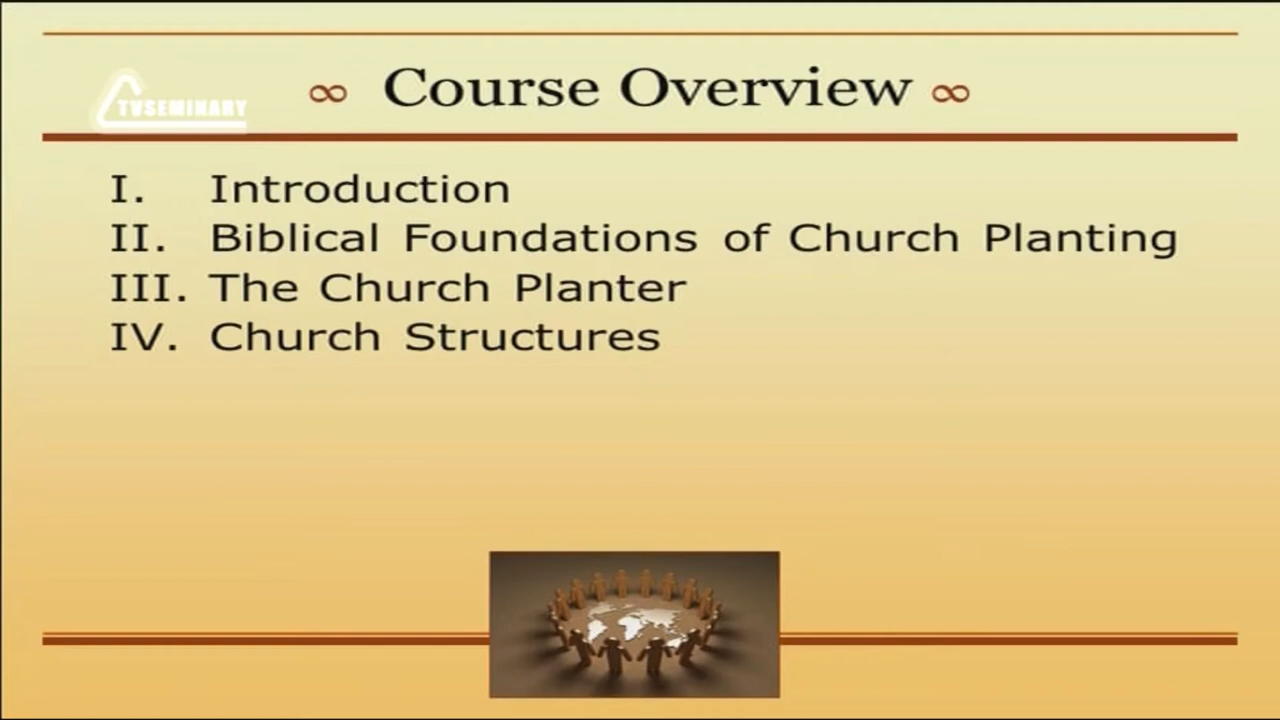 TVSEMINARY
∞ Course Overview ∞
I. Introduction
II. Biblical Foundations of Church Planting
III. The Church Planter
IV. Church Structures